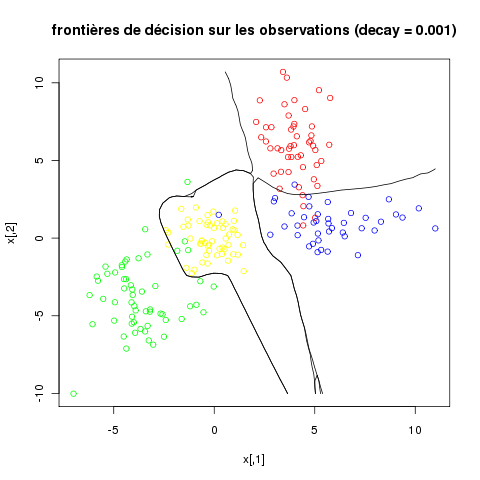 frontières de décision sur les observations (decay = 0.001)
10
5
0
-5
-10
x[,2]
-5 0 5 10
x[,1]